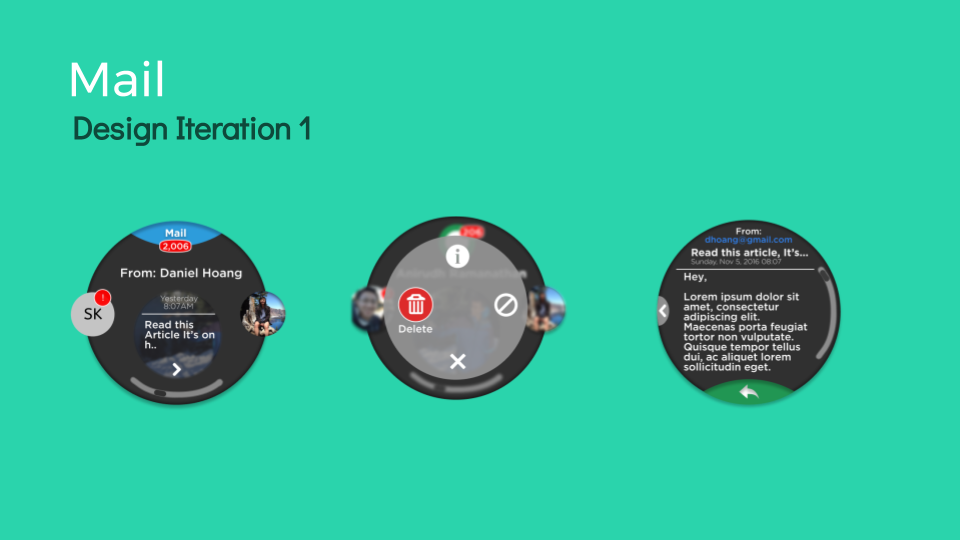 Mail
Design Iteration 1
Mail
2,006
From: Daniel Hoang
Yesterday
8:07AM
SK
!
Read this
Article It's on
h..
206
i
Delete
From:
dhoang@gmail.com
Read this article, It's...
Sunday, Nov 5, 2016 08:07
Hey,
Lorem ipsum dolor sit
amet, consectetur
adipiscing elit.
Maecenas porta feugiat
tortor non vulputate.
Quisque tempor tellus
dui, ac aliquet lorem
sollicitudin eget.